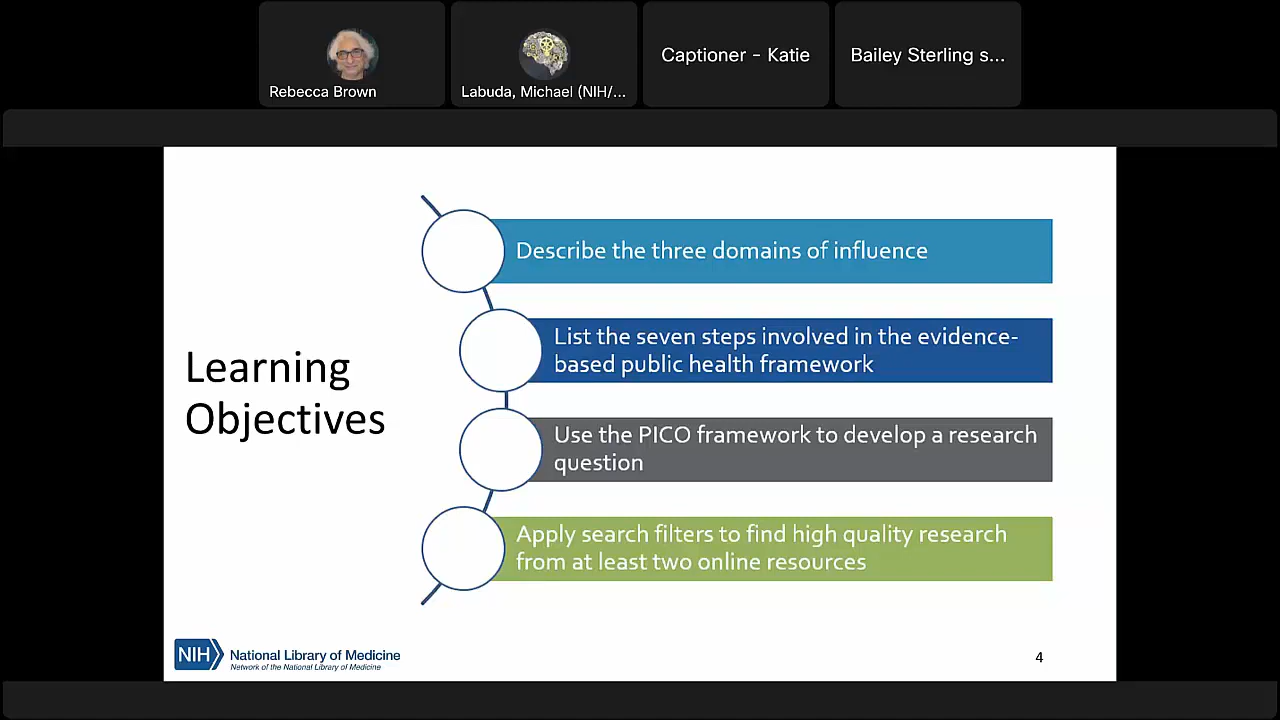 Rebecca Brown
Labuda, Michael (NIH/...
Captioner - Katie
Bailey Sterling s...
Learning
Objectives
Describe the three domains of influence
List the seven steps involved in the evidence-
based public health framework
Use the PICO framework to develop a research
question
Apply search filters to find high quality research
from at least two online resources
NIH National Library of Medicine
Network of the National Library of Medicine
4